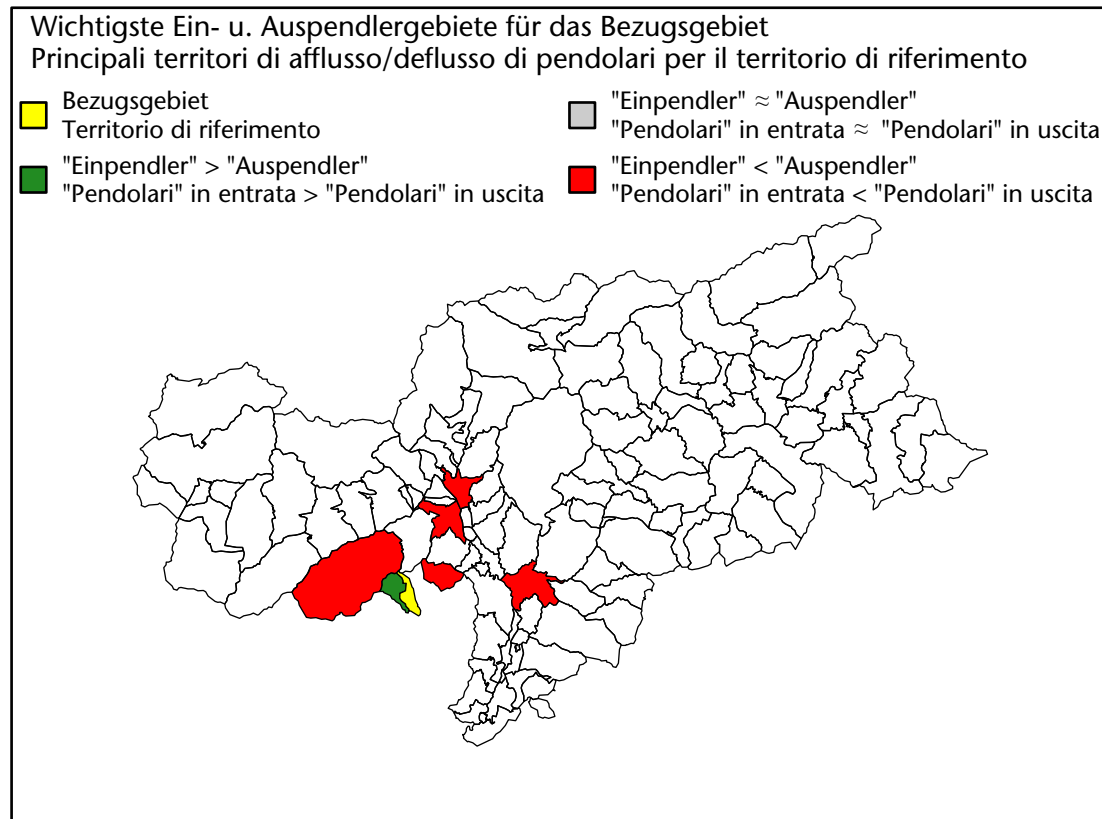 Wichtigste Ein- u. Auspendlergebiete für das Bezugsgebiet
Principali territori di afflusso/deflusso di pendolari per il territorio di riferimento
Bezugsgebiet
Territorio di riferimento
"Einpendler" > "Auspendler"
"Pendolari" in entrata > "Pendolari" in uscita
"Einpendler" ≈ "Auspendler"
"Pendolari" in entrata ≈ "Pendolari" in uscita
"Einpendler" < "Auspendler"
"Pendolari" in entrata < "Pendolari" in uscita